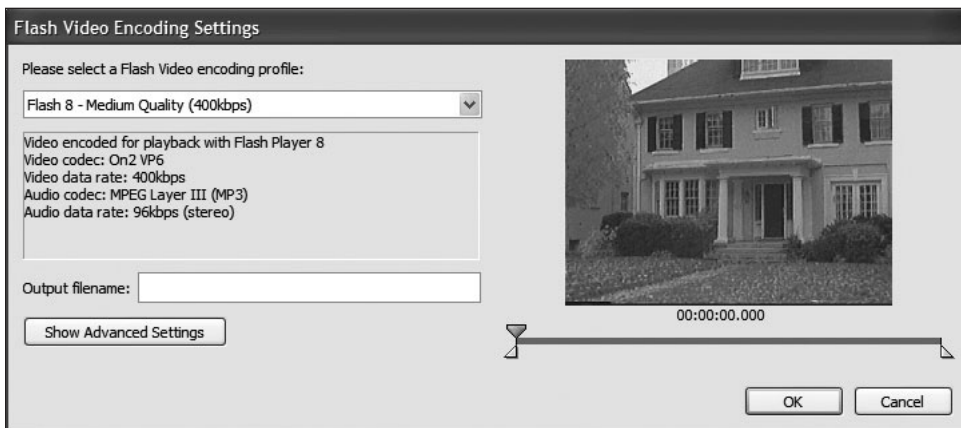 Flash Video Encoding Settings
Please select a Flash Video encoding profile:
Flash 8 - Medium Quality (400kbps)
Video encoded for playback with Flash Player 8
Video codec: On2 VP6
Video data rate: 400kbps
Audio codec: MPEG Layer III (MP3)
Audio data rate: 96kbps (stereo)
Output filename:
Show Advanced Settings
00:00:00.000
OK
Cancel